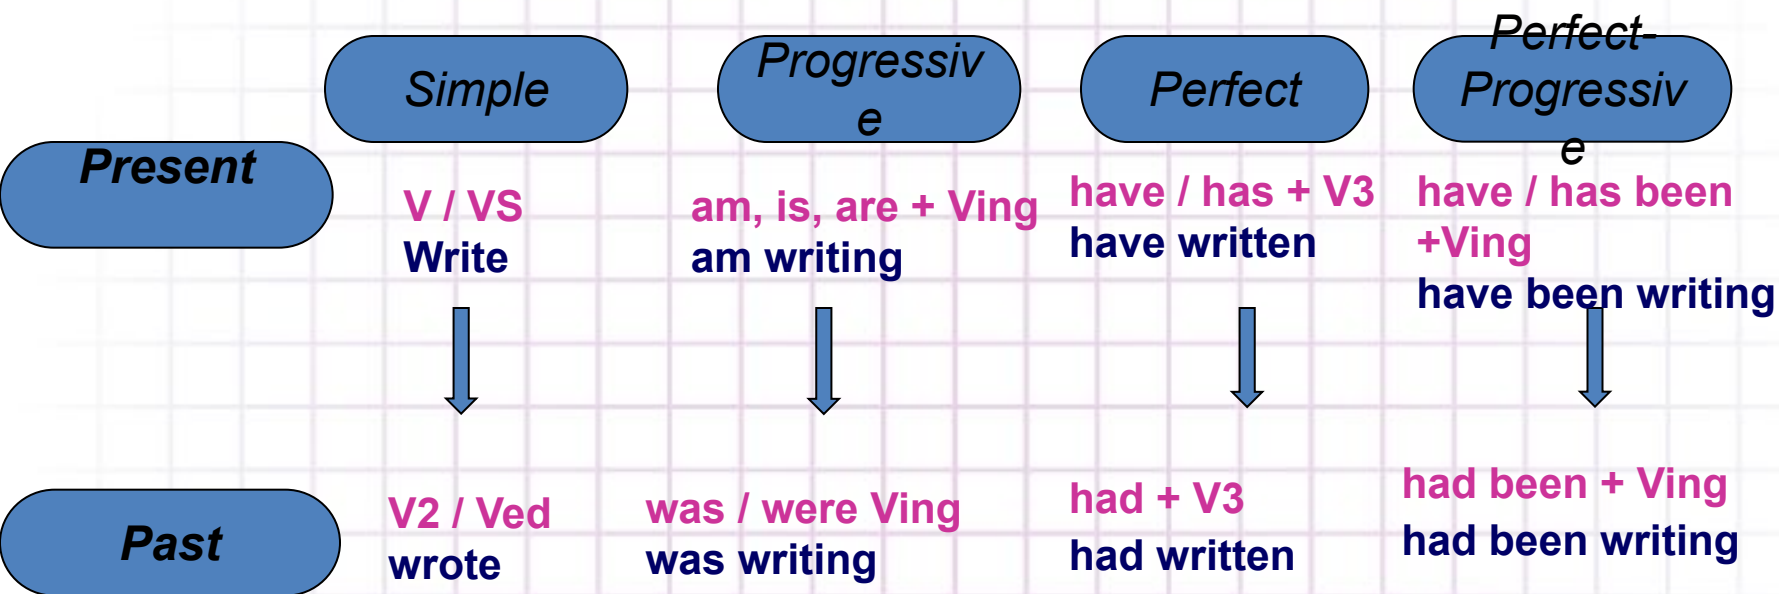 Simple
Progressiv
e
Perfect
Perfect-
Progressiv
e
Present
V / VS
Write
am, is, are + Ving
am writing
have / has + V3
have written
have / has been
+Ving
have been writing
Past
V2 / Ved
wrote
was / were Ving
was writing
had + V3
had written
had been + Ving
had been writing